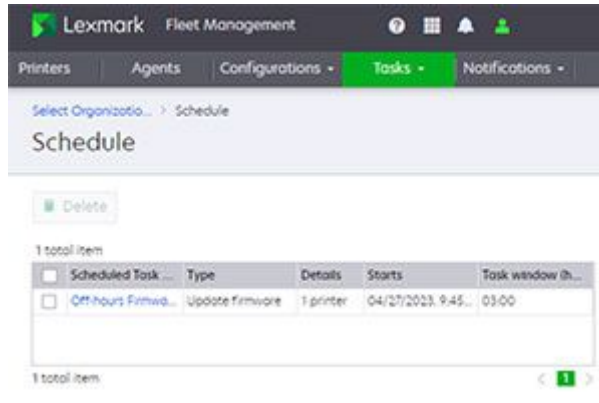 Lexmark Fleet Management
Printers Agents Configurations Tasks Notifications
Select Organizatio... > Schedule
Schedule
Delete
1 total item
Scheduled Task ... Type Details Starts Task window (h...
Off-hours Firmwa... Update firmware 1 printer 04/27/2023, 9:45... 03:00
1 total item < 1 >